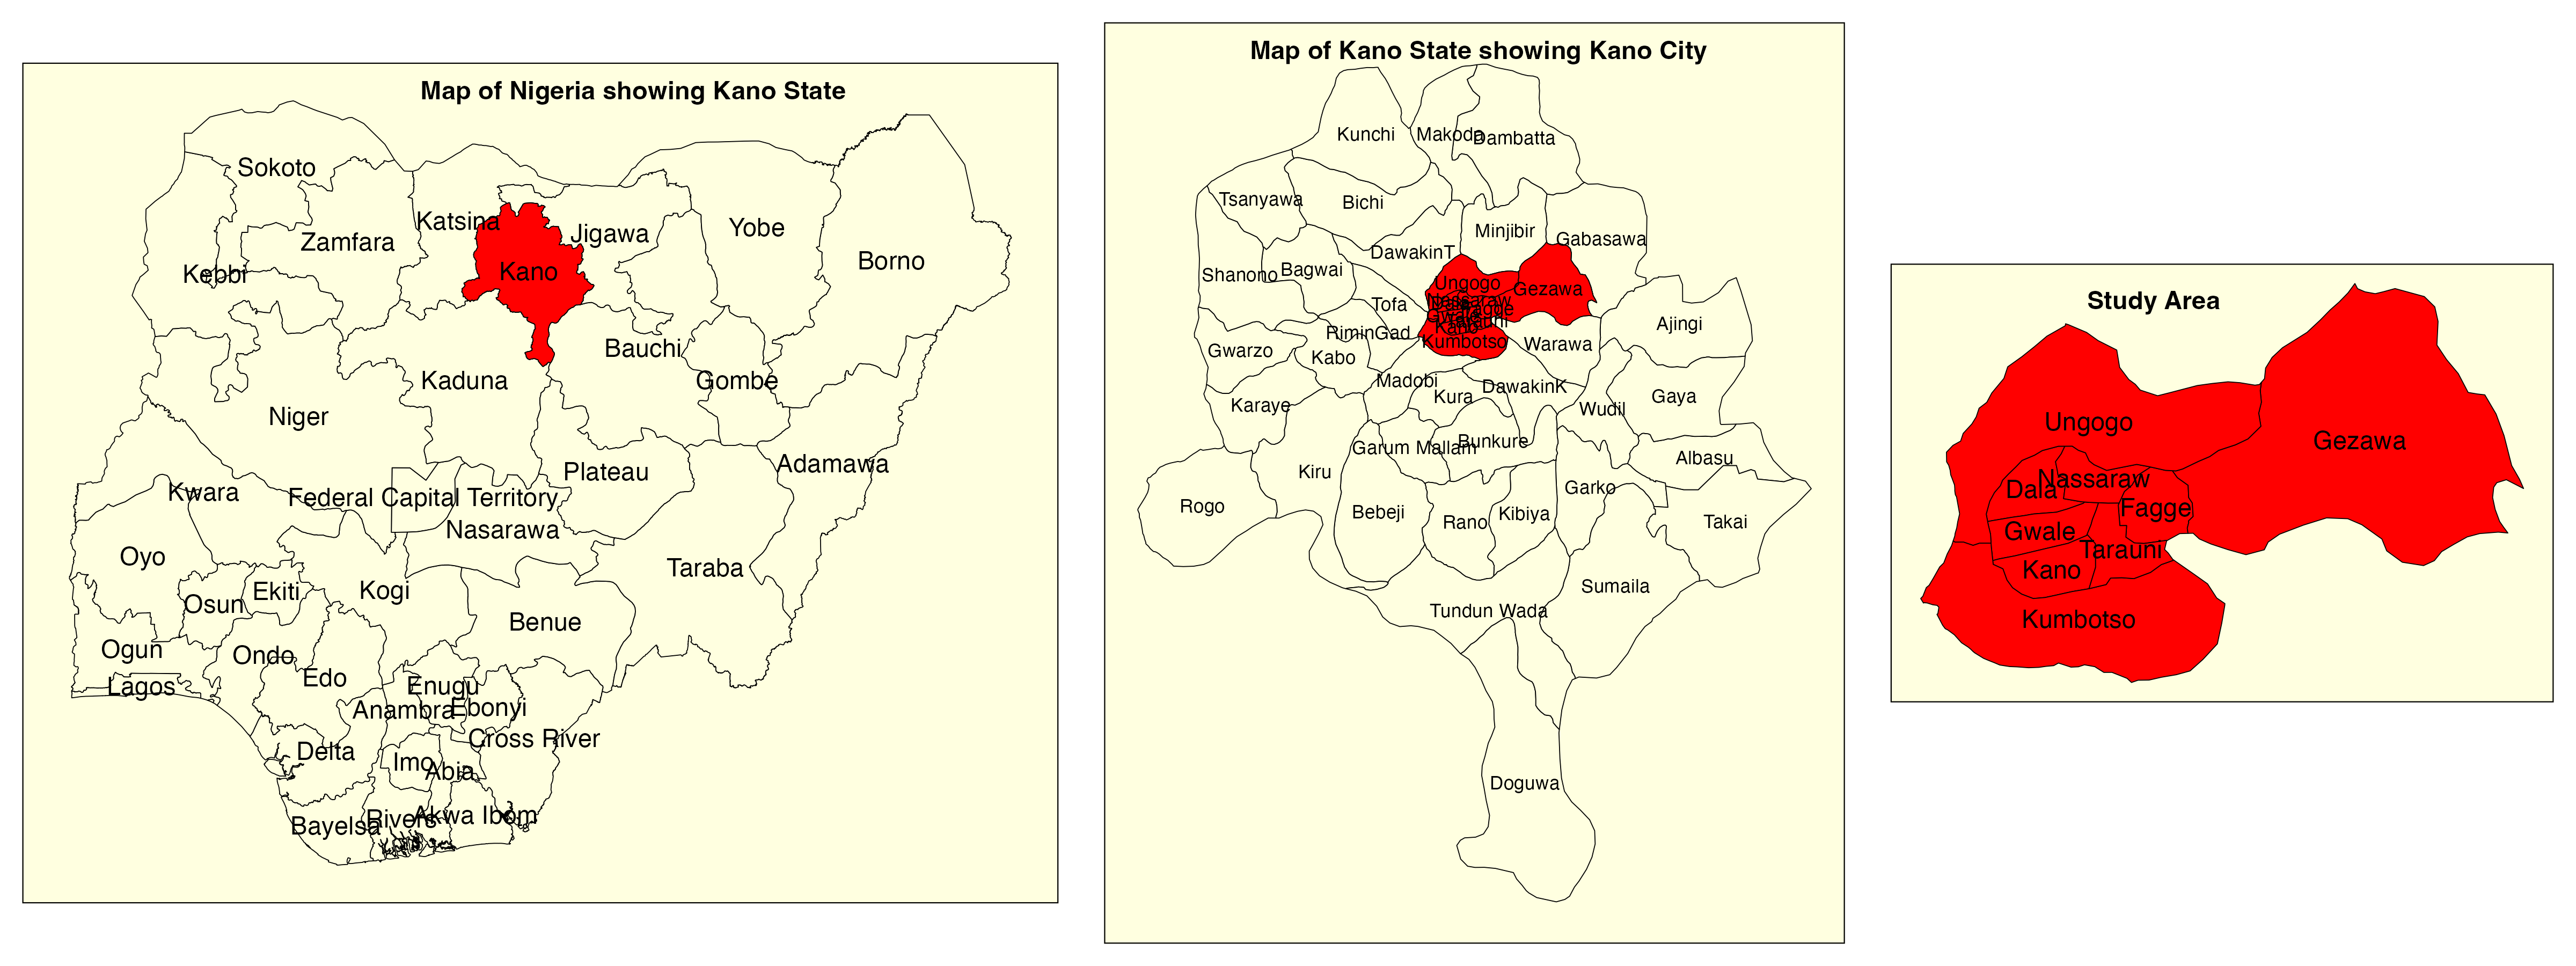 Map of Nigeria showing Kano State
Sokoto
Katsina
Yobe
Jigawa
Zamfara
Borno
Kebbi
Kano
Bauchi
Kaduna
Gombe
Niger
Adamawa
Plateau
Kwara
Federal Capital Territory
Nasarawa
Oyo
Taraba
Ekiti
Kogi
Osun
Benue
Ogun
Ondo
Edo
Lagos
Enugu
Anambra
Ebonyi
Cross River
Delta
Imo
Abia
Akwa Ibom
Rivers
Bayelsa
Map of Kano State showing Kano City
Kunchi
Makoda
Dambatta
Tsanyawa
Bichi
Minjibir
Gabasawa
DawakinT
Bagwai
Shanono
Ungogo
Gezawa
Nassaraw
Tofa
Dala
Fagge
Gwale
Tarauni
Kano
Ajingi
RiminGad
Kumbotso
Warawa
Gwarzo
Kabo
Madobi
DawakinK
Kura
Gaya
Karaye
Wudil
Bunkure
Garum Mallam
Albasu
Kiru
Garko
Rogo
Bebeji
Kibiya
Rano
Takai
Sumaila
Tundun Wada
Doguwa
Study Area
Ungogo
Gezawa
Nassaraw
Dala
Fagge
Gwale
Tarauni
Kano
Kumbotso